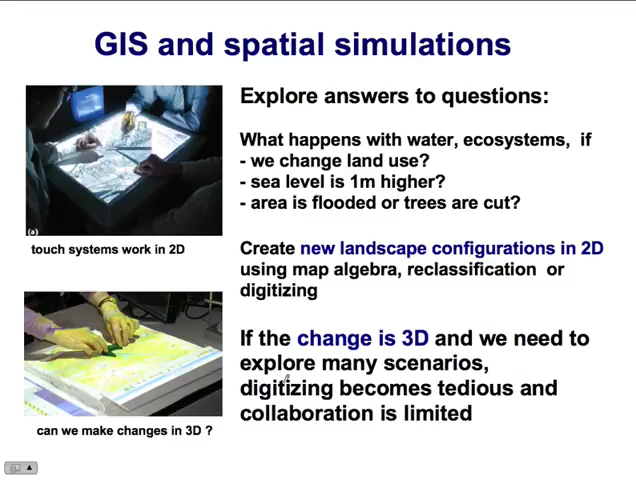 GIS and spatial simulations
Explore answers to questions:
What happens with water, ecosystems, if
- we change land use?
- sea level is 1m higher?
- area is flooded or trees are cut?
(a)
touch systems work in 2D
Create new landscape configurations in 2D
using map algebra, reclassification or
digitizing
If the change is 3D and we need to
explore many scenarios,
digitizing becomes tedious and
collaboration is limited
can we make changes in 3D ?